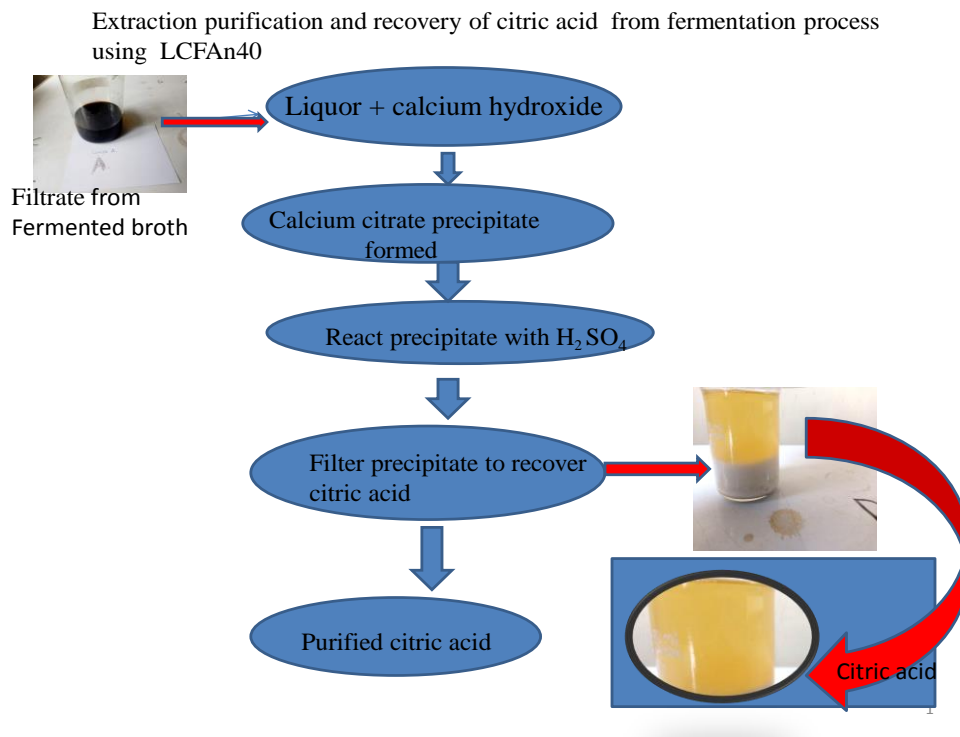 Extraction purification and recovery of citric acid from fermentation process
using LCFAn40
Liquor + calcium hydroxide
A
Filtrate from
Fermented broth
Calcium citrate precipitate
formed
React precipitate with H₂SO₄
Filter precipitate to recover
citric acid
Purified citric acid
Citric acid
1